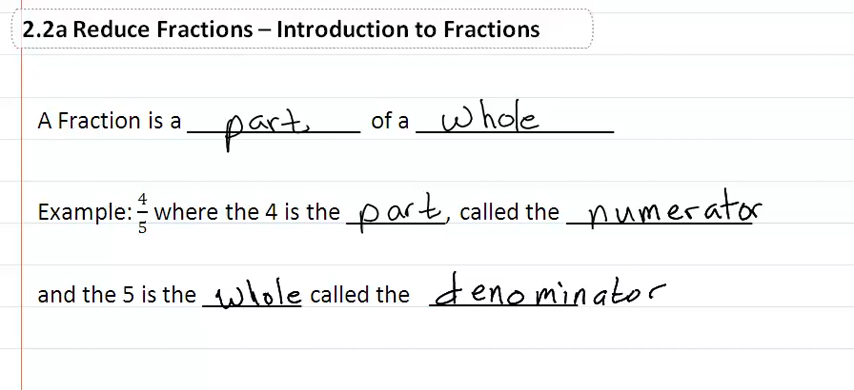 2.2a Reduce Fractions – Introduction to Fractions
A Fraction is a part of a whole
Example: 4/5 where the 4 is the part, called the numerator
and the 5 is the whole called the denominator